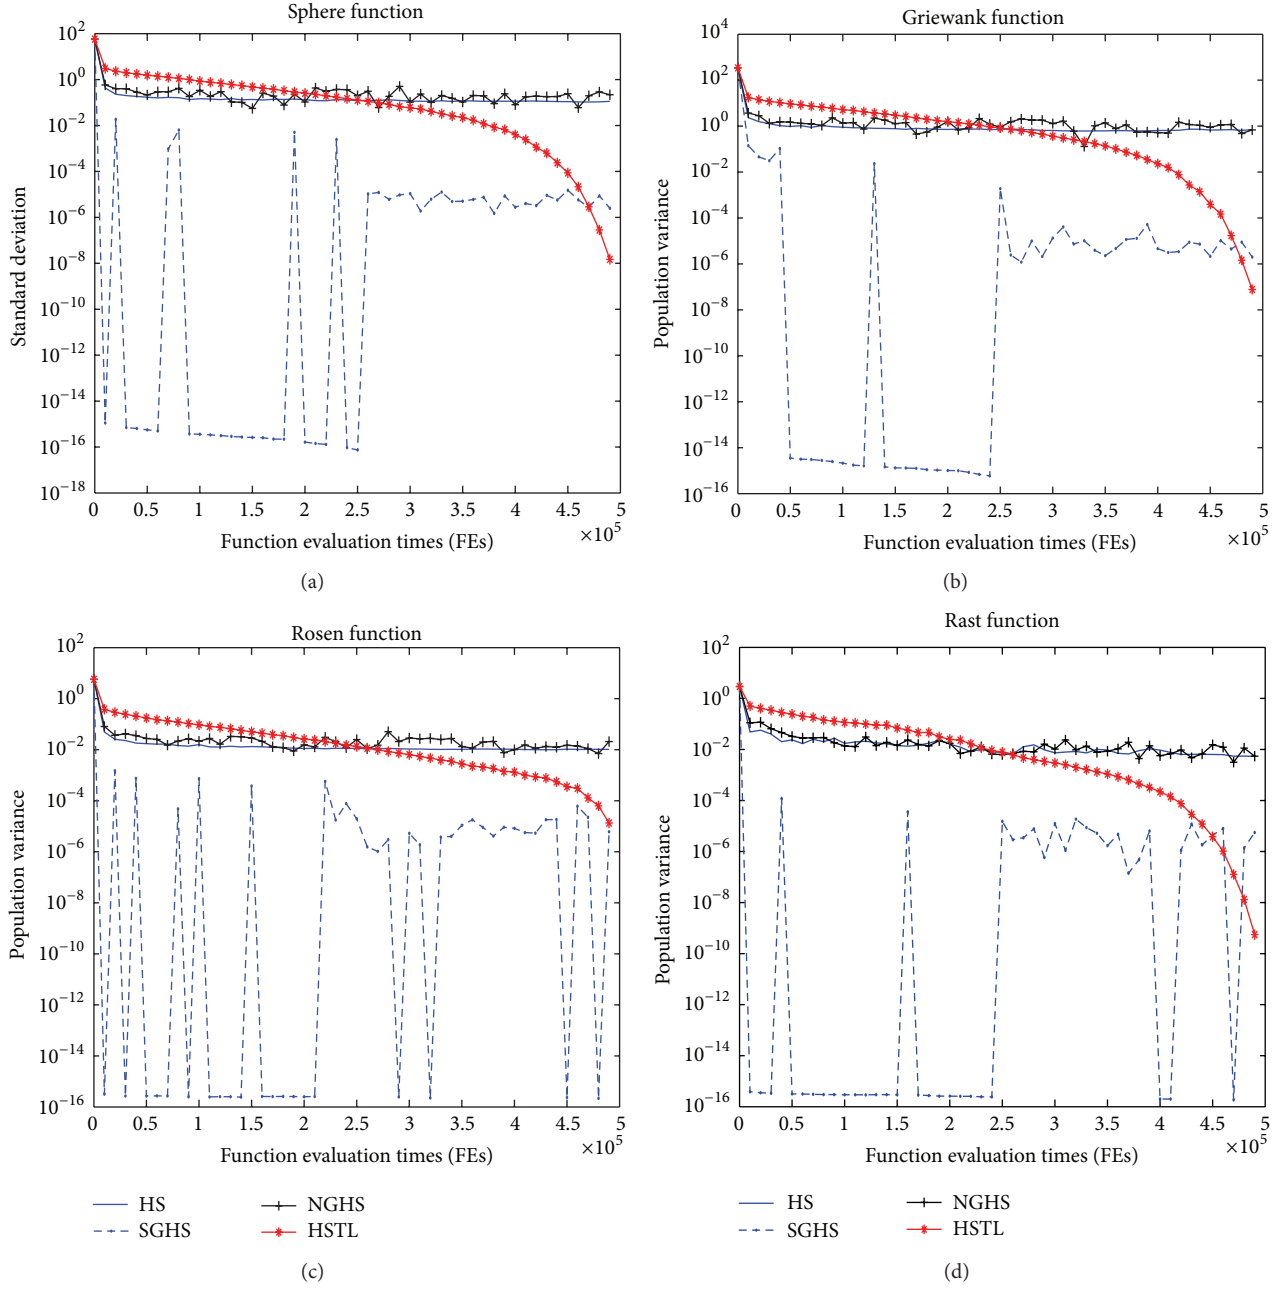 Sphere function
10^2
10^0
10^−2
10^−4
10^−6
10^−8
10^−10
10^−12
10^−14
10^−16
10^−18
Standard deviation
0 0.5 1 1.5 2 2.5 3 3.5 4 4.5 5
×10^5
Function evaluation times (FEs)
(a)
Griewank function
10^4
10^2
10^0
10^−2
10^−4
10^−6
10^−8
10^−10
10^−12
10^−14
10^−16
Population variance
0 0.5 1 1.5 2 2.5 3 3.5 4 4.5 5
×10^5
Function evaluation times (FEs)
(b)
Rosen function
10^2
10^0
10^−2
10^−4
10^−6
10^−8
10^−10
10^−12
10^−14
10^−16
Population variance
0 0.5 1 1.5 2 2.5 3 3.5 4 4.5 5
×10^5
Function evaluation times (FEs)
HS
SGHS
NGHS
HSTL
(c)
Rast function
10^2
10^0
10^−2
10^−4
10^−6
10^−8
10^−10
10^−12
10^−14
10^−16
Population variance
0 0.5 1 1.5 2 2.5 3 3.5 4 4.5 5
×10^5
Function evaluation times (FEs)
HS
SGHS
NGHS
HSTL
(d)